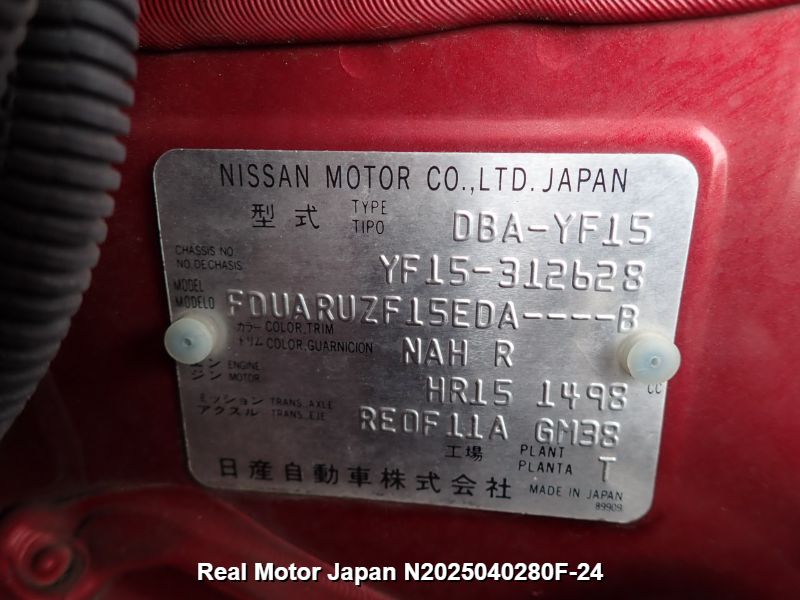 NISSAN MOTOR CO.,LTD. JAPAN
型式 TYPE TIPO DBA-YF15
CHASSIS NO. NO. DE CHASIS YF15-312628
MODEL MODELO FDUARUZF15EDA----B
カラー COLOR, TRIM
トリム COLOR, GUARNICION NAH R
ジン ENGINE MOTOR HR15 1498 CC
ミッション TRANS. AXLE
アクスル TRANS. EJE RE0F11A GM38
工場 PLANT PLANTA T
日産自動車株式会社 MADE IN JAPAN
89909
Real Motor Japan N2025040280F-24